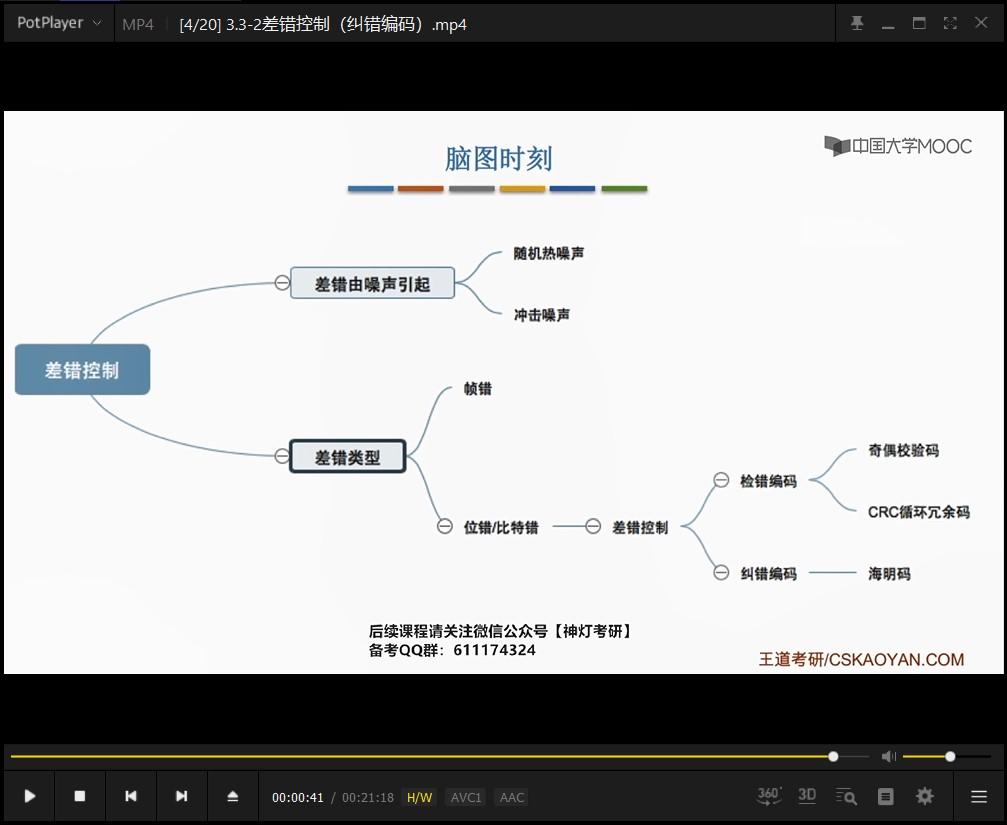 PotPlayer
MP4
[4/20] 3.3-2差错控制（纠错编码）.mp4
脑图时刻
中国大学MOOC
差错控制
差错由噪声引起
随机热噪声
冲击噪声
差错类型
帧错
位错/比特错
差错控制
检错编码
奇偶校验码
CRC循环冗余码
纠错编码
海明码
后续课程请关注微信公众号【神灯考研】
备考QQ群：611174324
王道考研/CSKAOYAN.COM
00:00:41 / 00:21:18 H/W AVC1 AAC
360° 3D